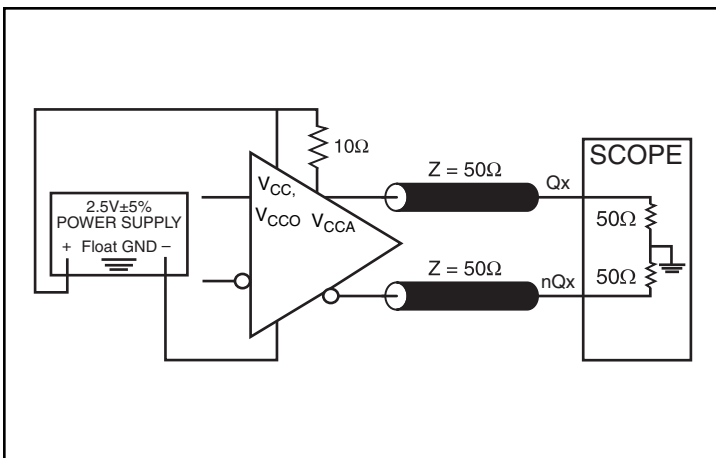 10Ω
SCOPE
Z = 50Ω
Qx
V_CC,
V_CCO
V_CCA
2.5V±5%
POWER SUPPLY
+ Float GND –
50Ω
Z = 50Ω
nQx
50Ω